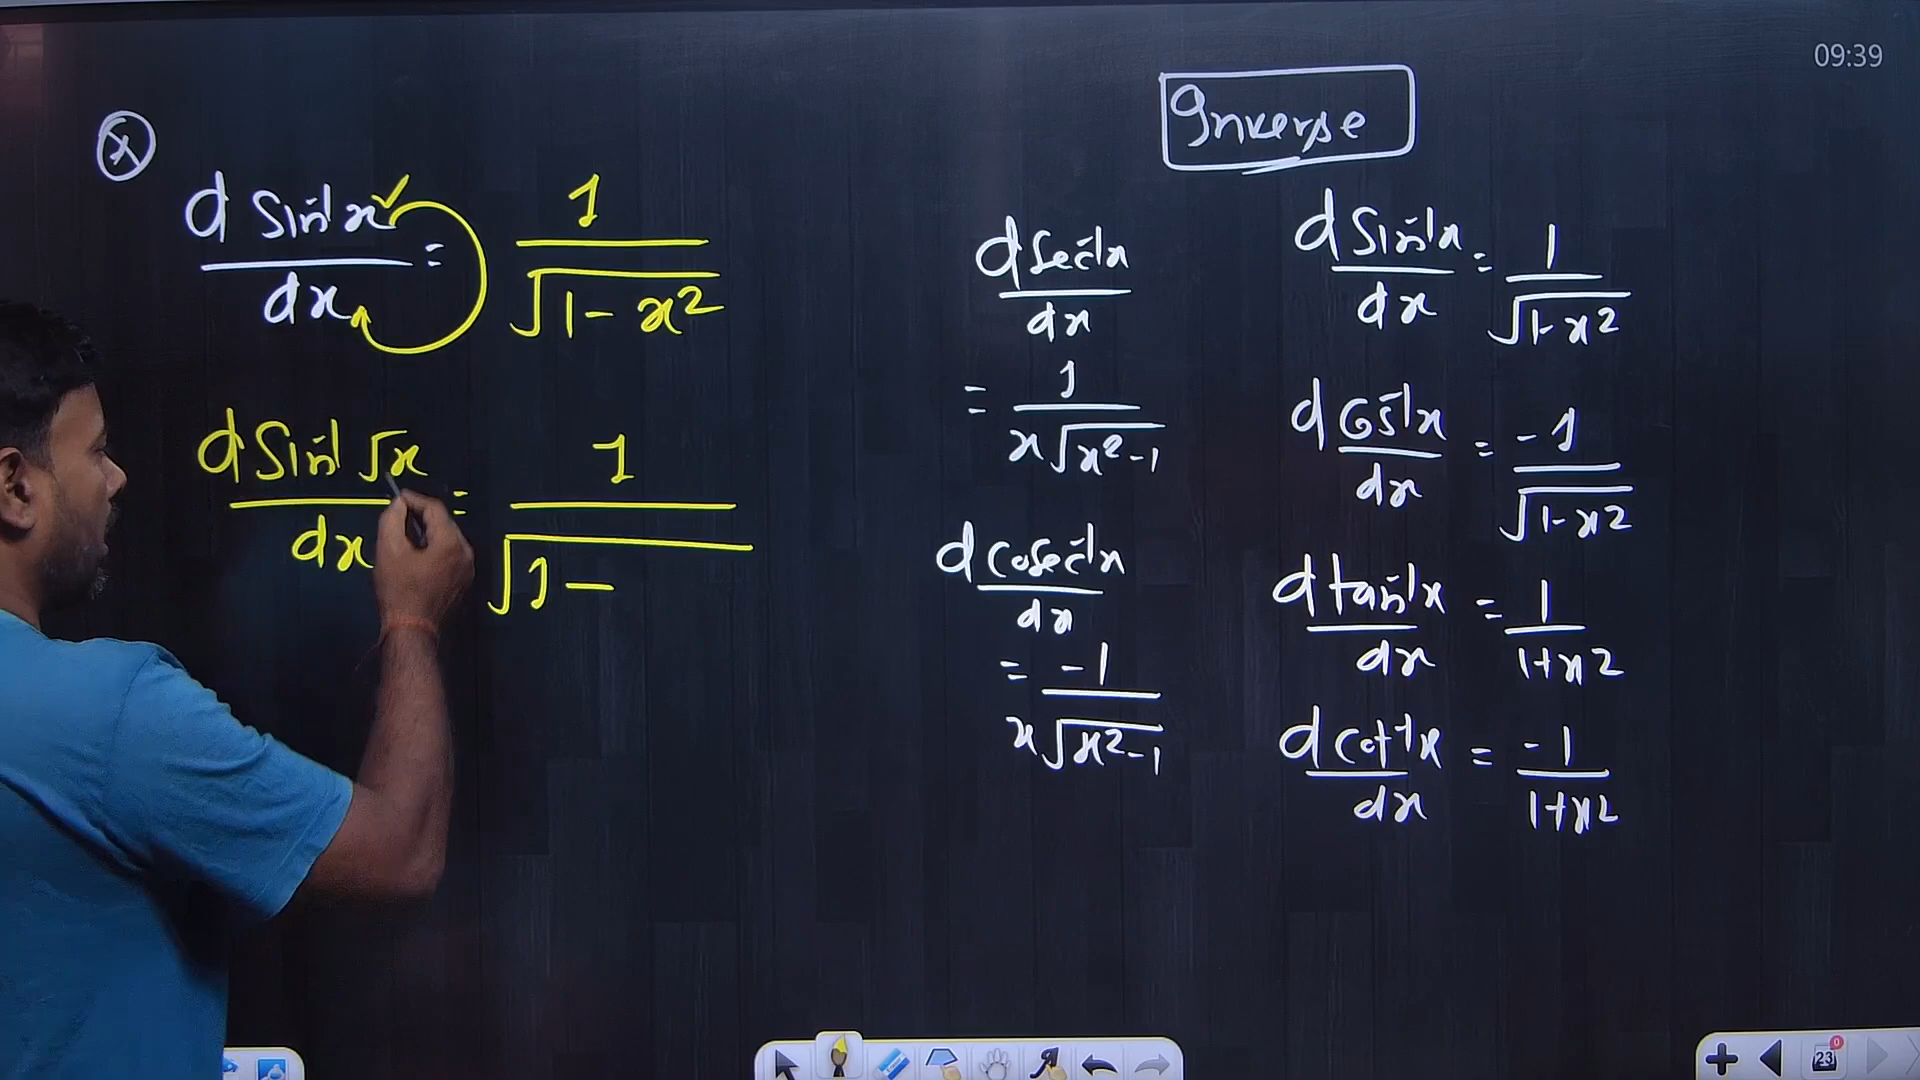 09:39
Inverse
d sin⁻¹x / dx = 1 / √(1 - x²)
d sin⁻¹√x / dx = 1 / √(1 -
d sec⁻¹x / dx
= 1 / x√(x²-1)
d cosec⁻¹x / dx
= -1 / x√(x²-1)
d sin⁻¹x / dx = 1 / √(1-x²)
d cos⁻¹x / dx = -1 / √(1-x²)
d tan⁻¹x / dx = 1 / 1+x²
d cot⁻¹x / dx = -1 / 1+x²
23
0